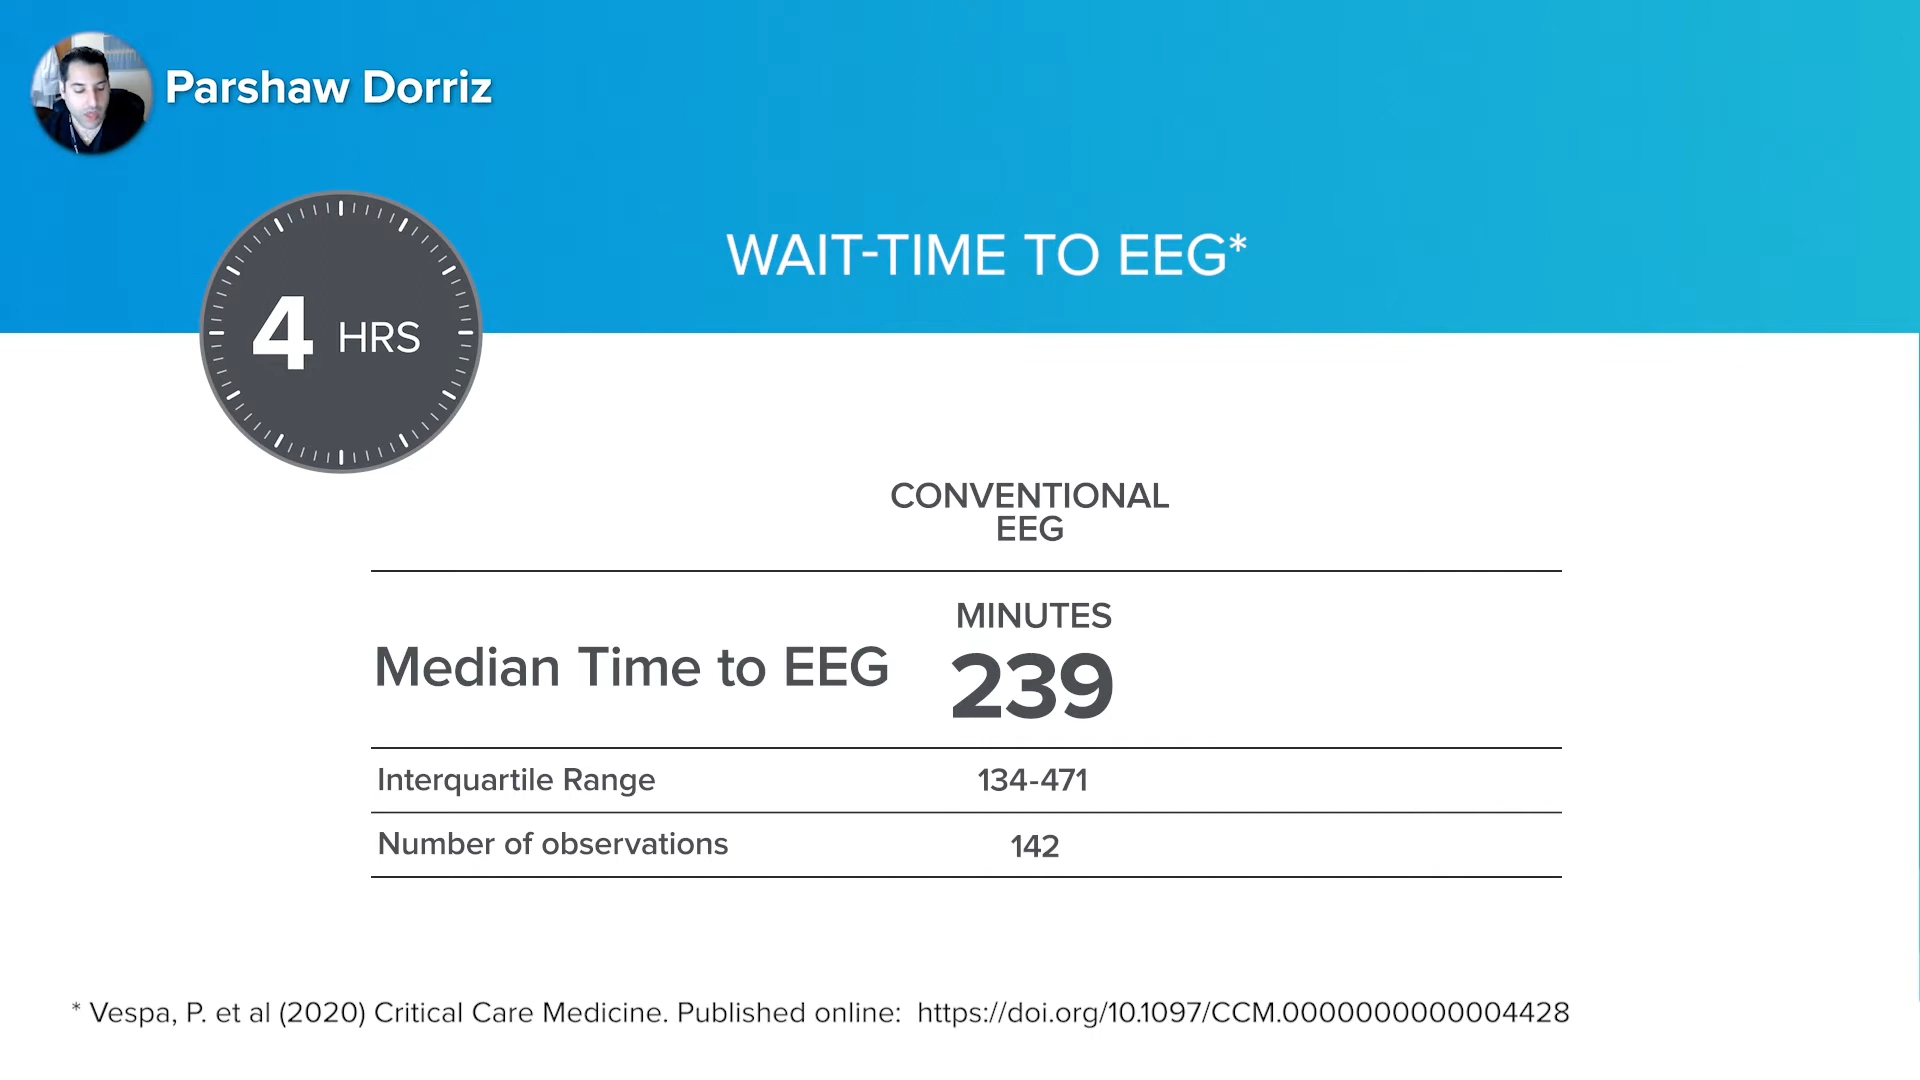 Parshaw Dorriz
WAIT-TIME TO EEG*
4 HRS
CONVENTIONAL
EEG
MINUTES
Median Time to EEG 239
Interquartile Range 134-471
Number of observations 142
* Vespa, P. et al (2020) Critical Care Medicine. Published online: https://doi.org/10.1097/CCM.0000000000004428